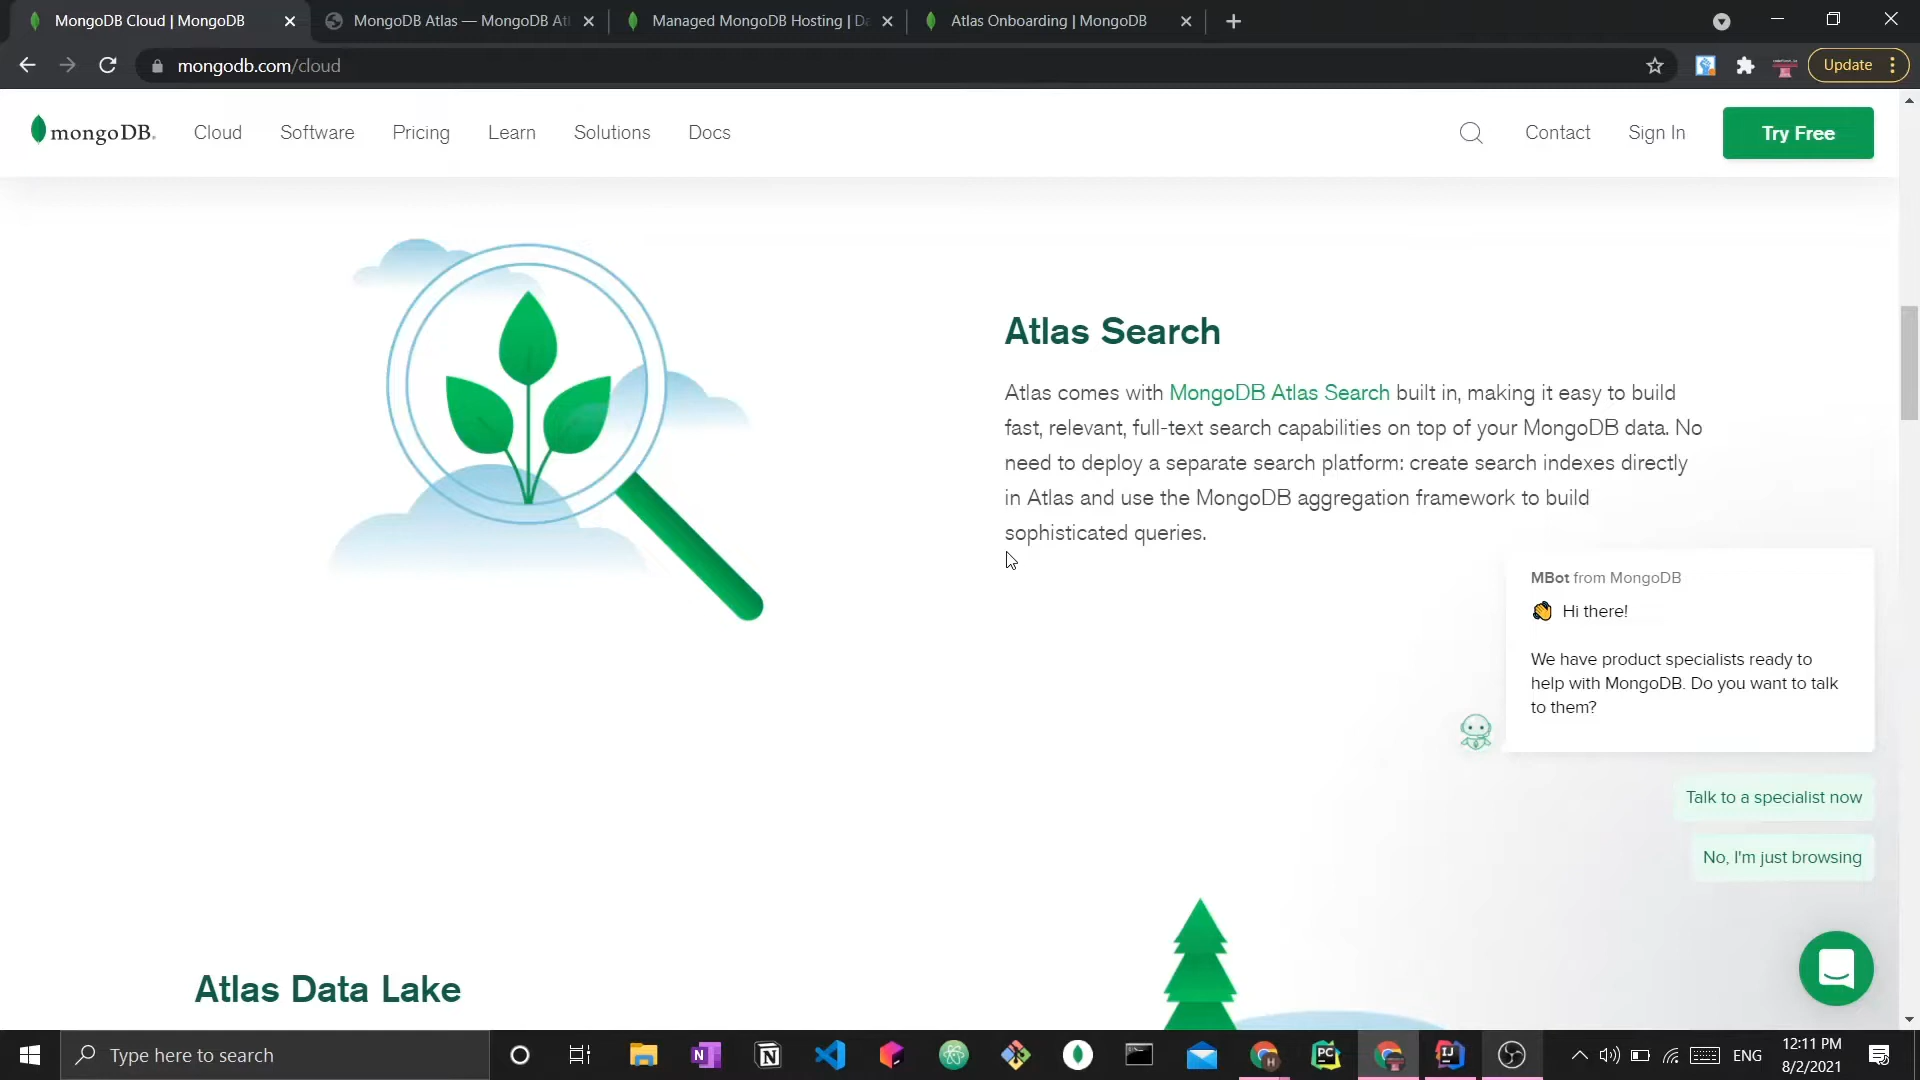 MongoDB Cloud | MongoDB
MongoDB Atlas — MongoDB Atl
Managed MongoDB Hosting | Da
Atlas Onboarding | MongoDB
mongodb.com/cloud
Update
mongoDB.
Cloud
Software
Pricing
Learn
Solutions
Docs
Contact
Sign In
Try Free
Atlas Search
Atlas comes with MongoDB Atlas Search built in, making it easy to build
fast, relevant, full-text search capabilities on top of your MongoDB data. No
need to deploy a separate search platform: create search indexes directly
in Atlas and use the MongoDB aggregation framework to build
sophisticated queries.
MBot from MongoDB
Hi there!
We have product specialists ready to
help with MongoDB. Do you want to talk
to them?
Talk to a specialist now
No, I'm just browsing
Atlas Data Lake
Type here to search
N
N
H
PC
IJ
ENG
12:11 PM
8/2/2021